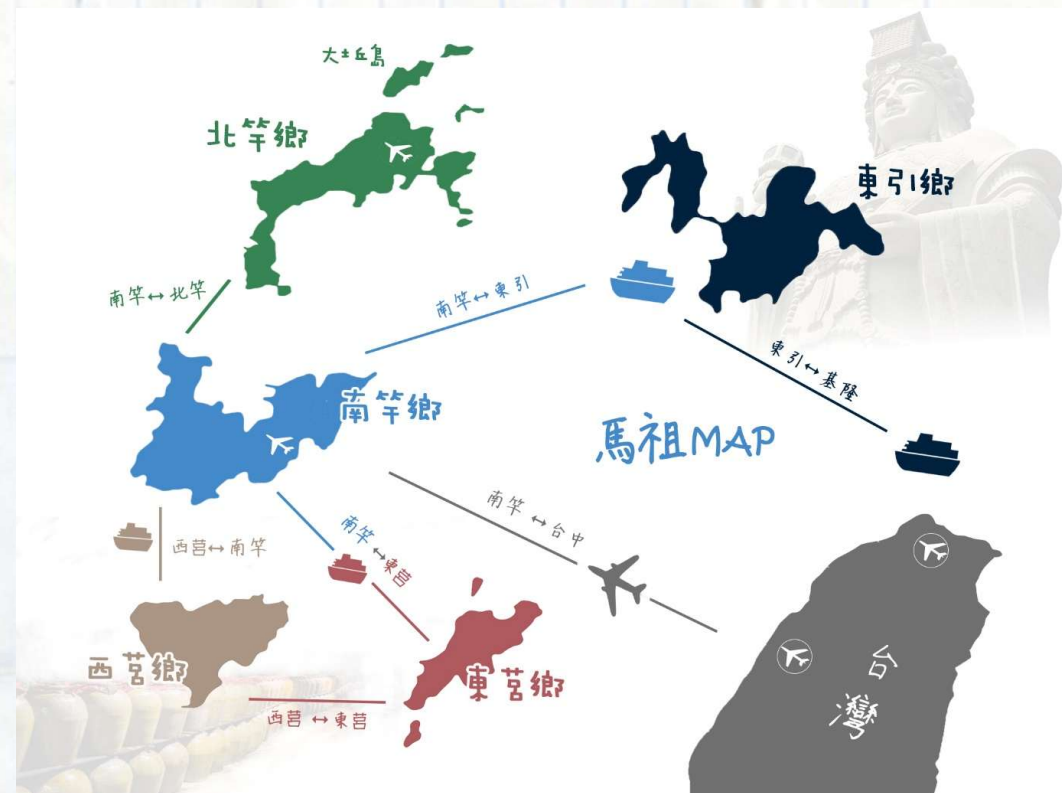 大坵島
北竿鄉
東引鄉
南竿↔北竿
南竿↔東引
東引↔基隆
南竿鄉
馬祖MAP
南竿↔台中
西莒↔南竿
南竿↔東莒
西莒鄉
東莒鄉
西莒↔東莒
台灣